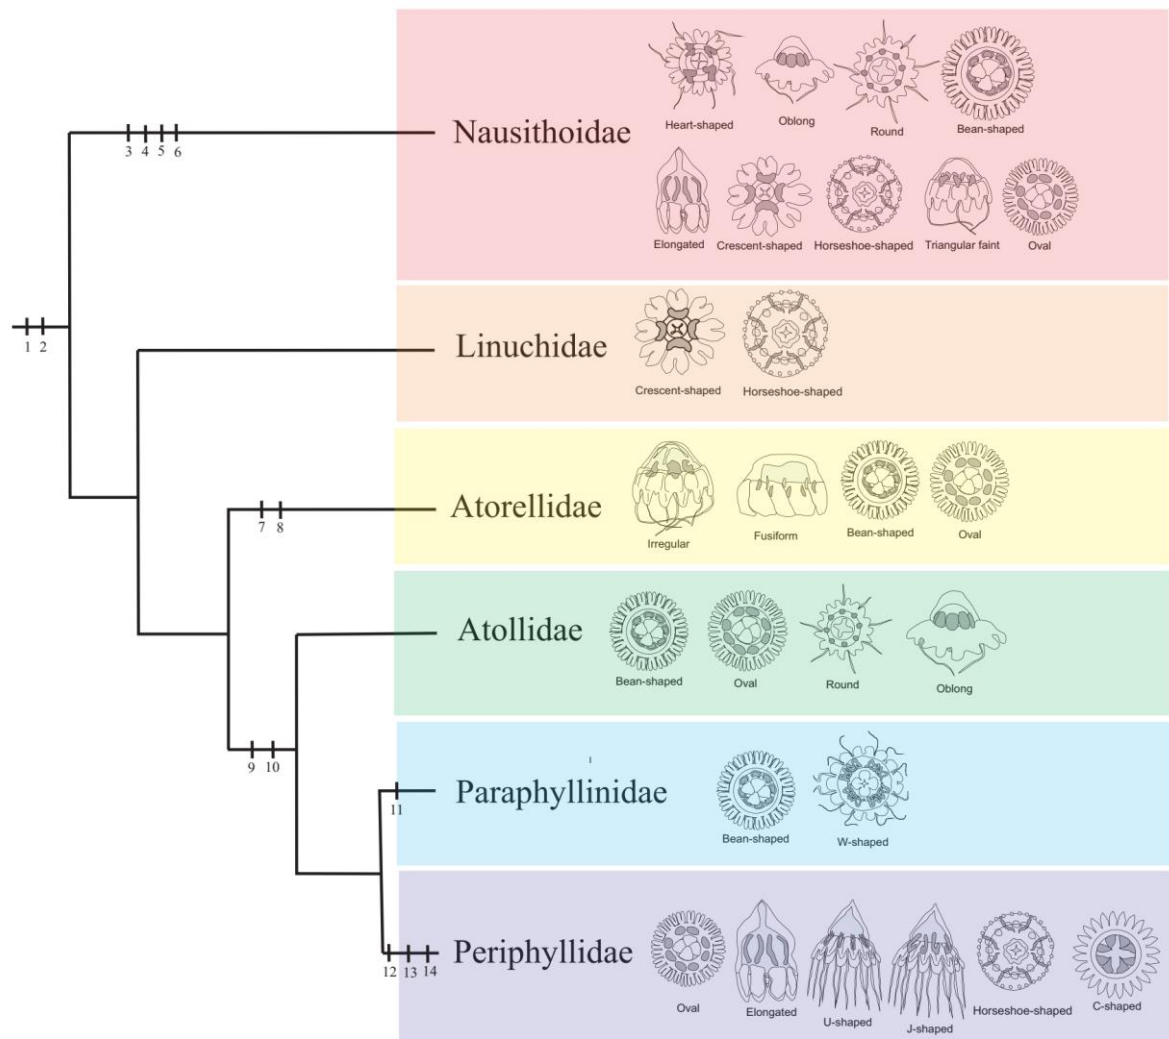 Heart-shaped Oblong Round Bean-shaped
3 4 5 6
Nausithoidae
Elongated Crescent-shaped Horseshoe-shaped Triangular faint Oval
1 2
Linuchidae
Crescent-shaped Horseshoe-shaped
7 8
Atorellidae
Irregular Fusiform Bean-shaped Oval
Atollidae
Bean-shaped Oval Round Oblong
9 10
11
Paraphyllinidae
Bean-shaped W-shaped
12 13 14
Periphyllidae
Oval Elongated U-shaped J-shaped Horseshoe-shaped C-shaped